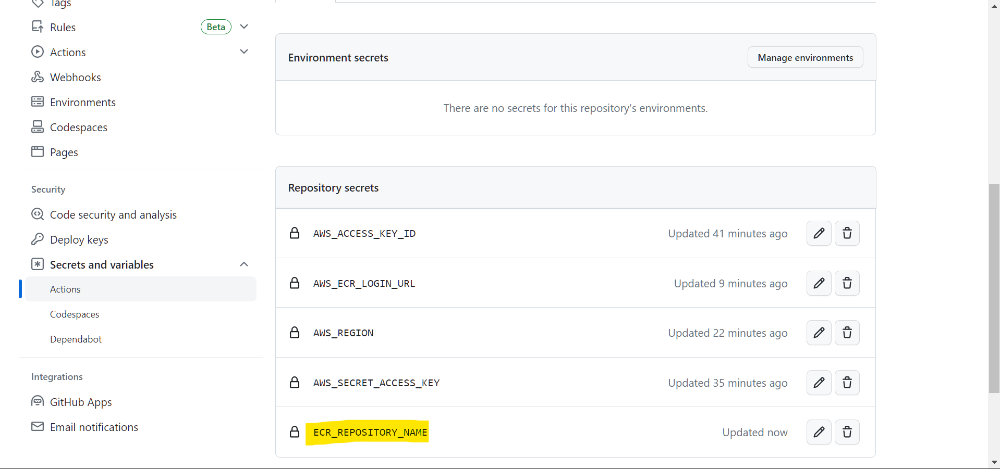 Tags
Rules
Beta
Actions
Webhooks
Environments
Codespaces
Pages
Security
Code security and analysis
Deploy keys
Secrets and variables
Actions
Codespaces
Dependabot
Integrations
GitHub Apps
Email notifications
Environment secrets
Manage environments
There are no secrets for this repository’s environments.
Repository secrets
AWS_ACCESS_KEY_ID
Updated 41 minutes ago
AWS_ECR_LOGIN_URL
Updated 9 minutes ago
AWS_REGION
Updated 22 minutes ago
AWS_SECRET_ACCESS_KEY
Updated 35 minutes ago
ECR_REPOSITORY_NAME
Updated now